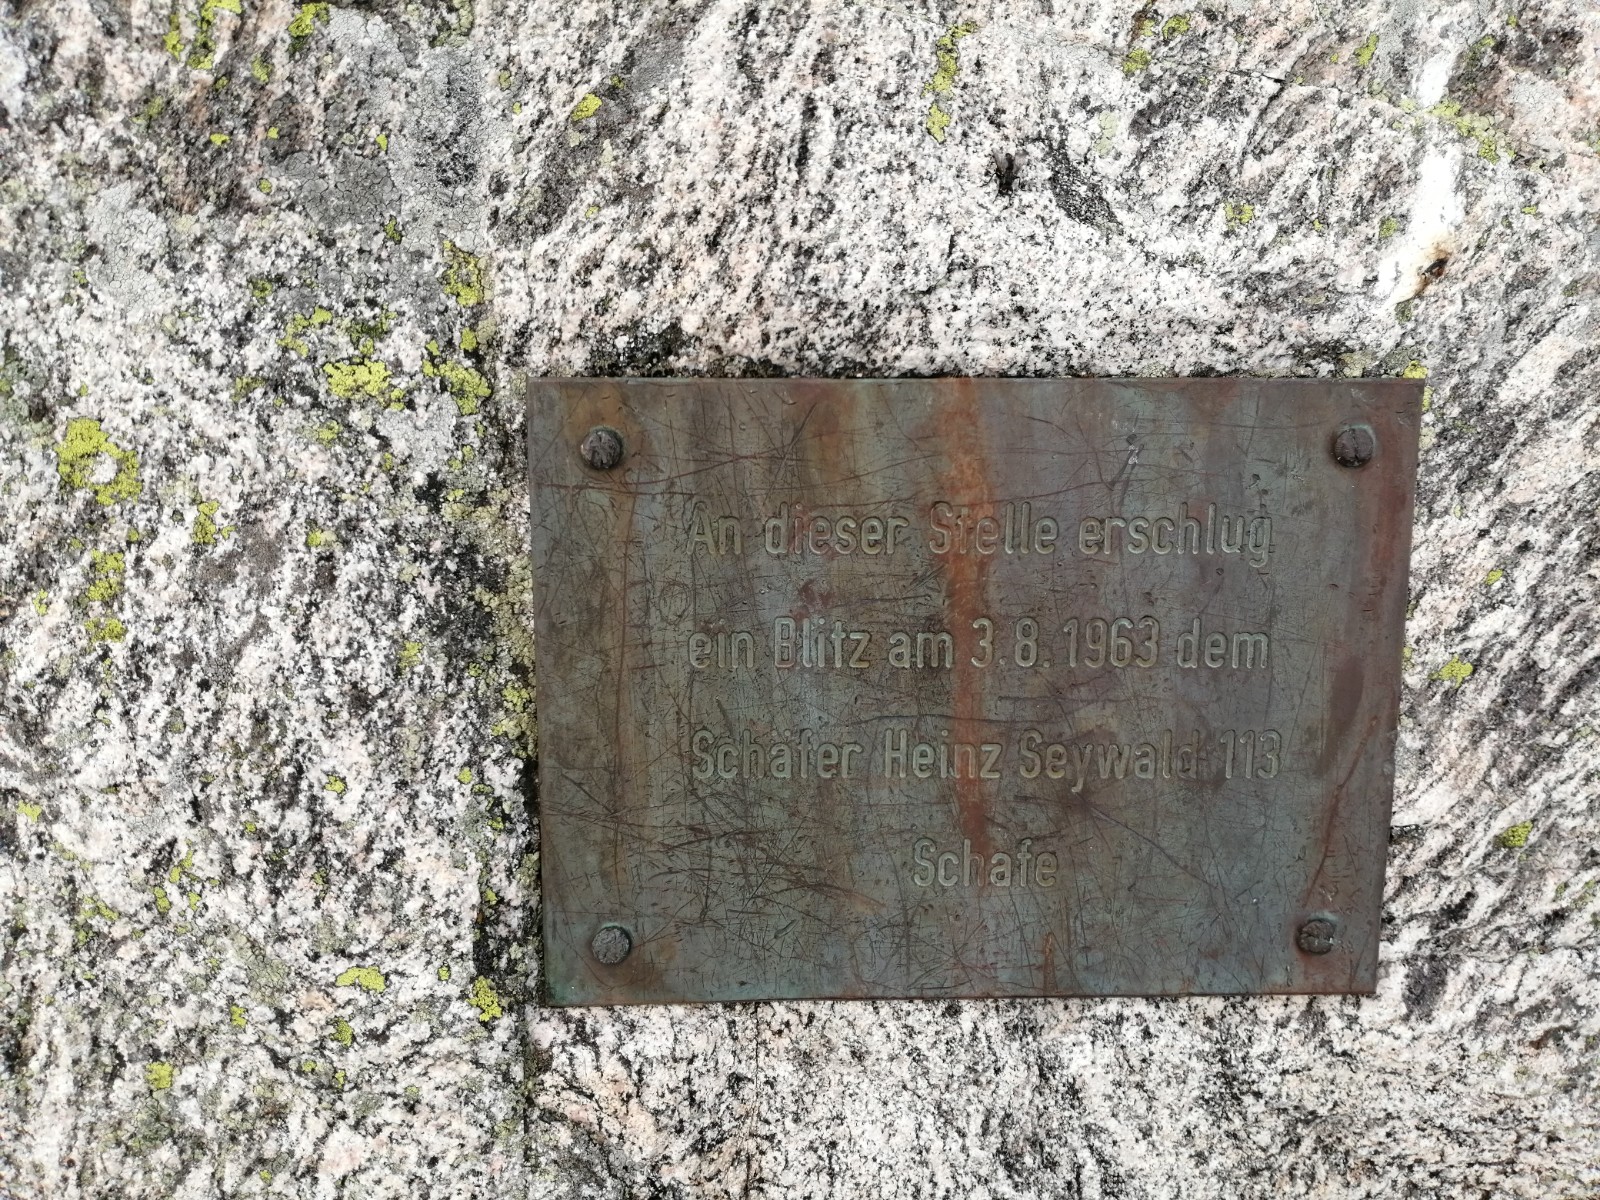 An dieser Stelle erschlug
ein Blitz am 3.8.1963 dem
Schäfer Heinz Seywald 113
Schafe